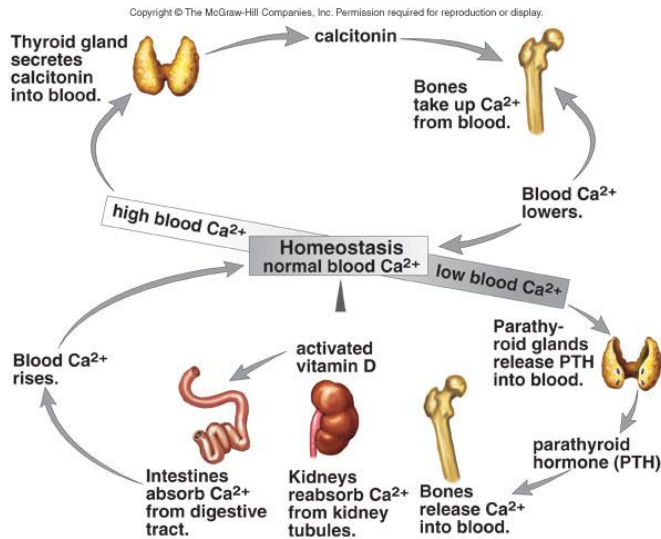 Copyright © The McGraw-Hill Companies, Inc. Permission required for reproduction or display.
Thyroid gland
secretes
calcitonin
into blood.
calcitonin
Bones
take up Ca²⁺
from blood.
high blood Ca²⁺
Blood Ca²⁺
lowers.
Homeostasis
normal blood Ca²⁺
low blood Ca²⁺
Parathy-
roid glands
release PTH
into blood.
Blood Ca²⁺
rises.
activated
vitamin D
parathyroid
hormone (PTH)
Intestines
absorb Ca²⁺
from digestive
tract.
Kidneys
reabsorb Ca²⁺
from kidney
tubules.
Bones
release Ca²⁺
into blood.